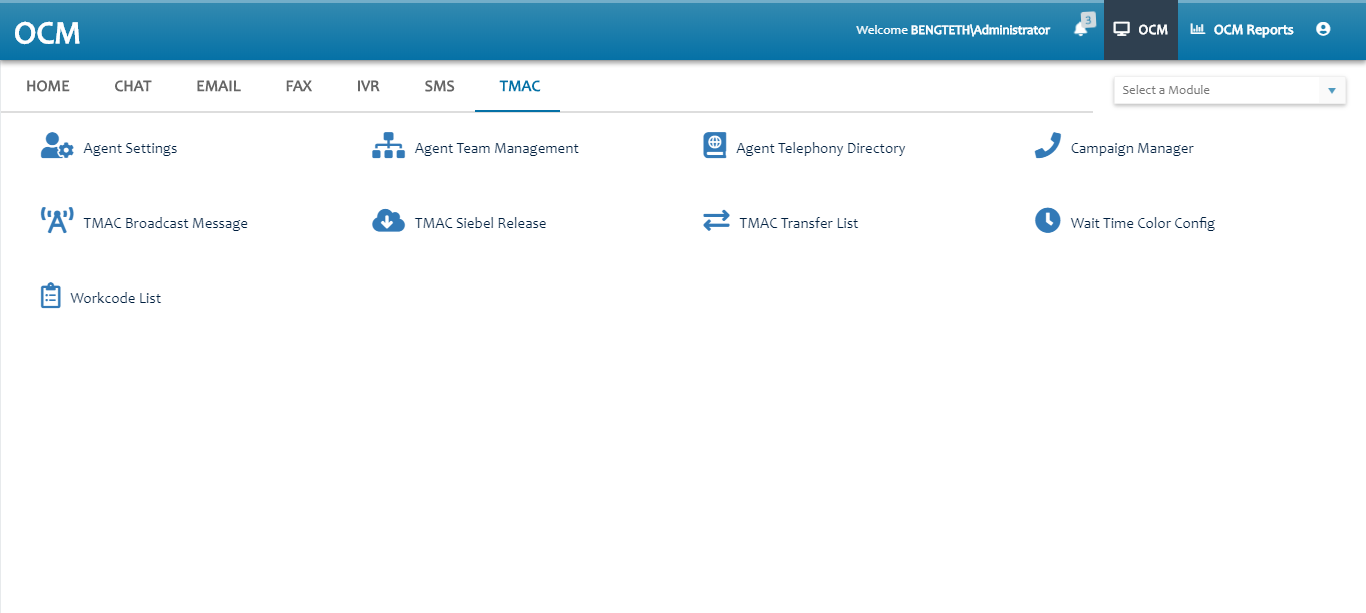 OCM
Welcome BENGTETH\Administrator
3
OCM
OCM Reports
HOME CHAT EMAIL FAX IVR SMS TMAC
Select a Module
Agent Settings Agent Team Management Agent Telephony Directory Campaign Manager
TMAC Broadcast Message TMAC Siebel Release TMAC Transfer List Wait Time Color Config
Workcode List